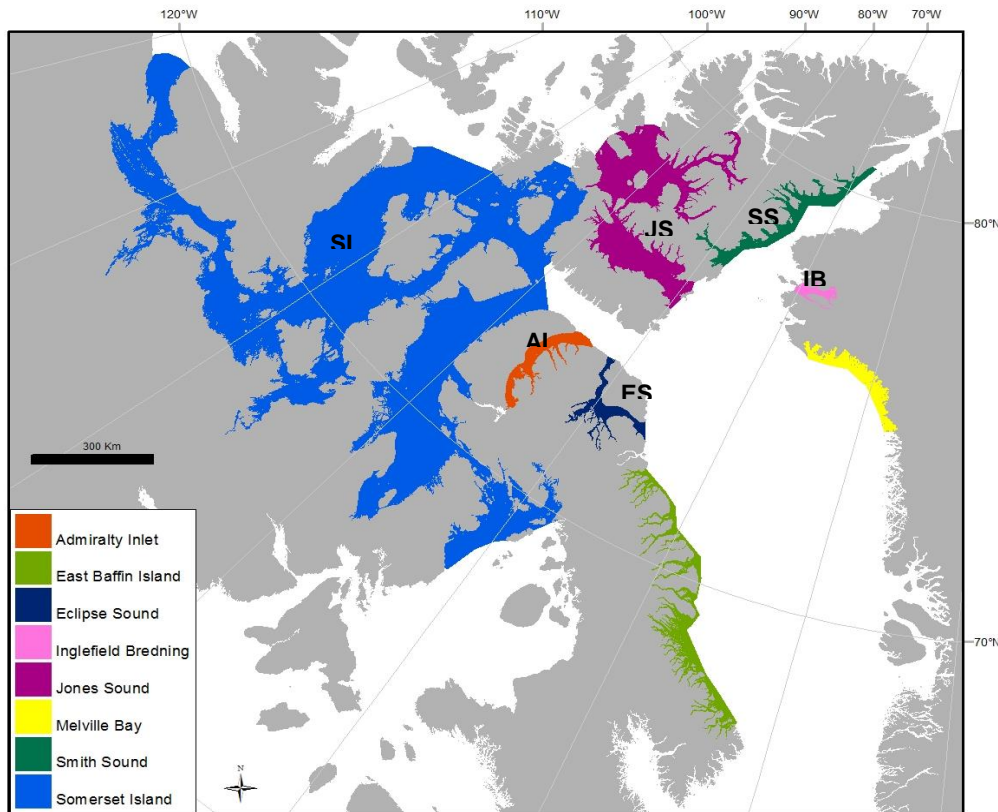 120°W
110°W
100°W
90°W
80°W
70°W
SI
JS
SS
80°N
IB
AI
ES
300 Km
Admiralty Inlet
East Baffin Island
Eclipse Sound
Inglefield Bredning
Jones Sound
Melville Bay
Smith Sound
Somerset Island
70°N
N